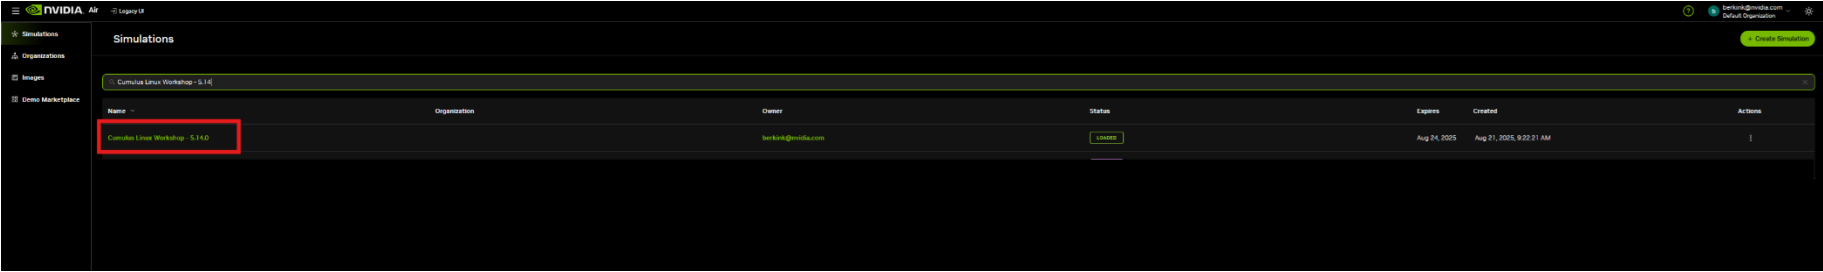 NVIDIA. Air Legacy UI
? b berkink@nvidia.com
Default Organization
Simulations
Organizations
Images
Demo Marketplace
Simulations
+ Create Simulation
Cumulus Linux Workshop - 5.14
Name Organization Owner Status Expires Created Actions
Cumulus Linux Workshop - 5.14.0 berkink@nvidia.com LOADED Aug 24, 2025 Aug 21, 2025, 9:22:21 AM